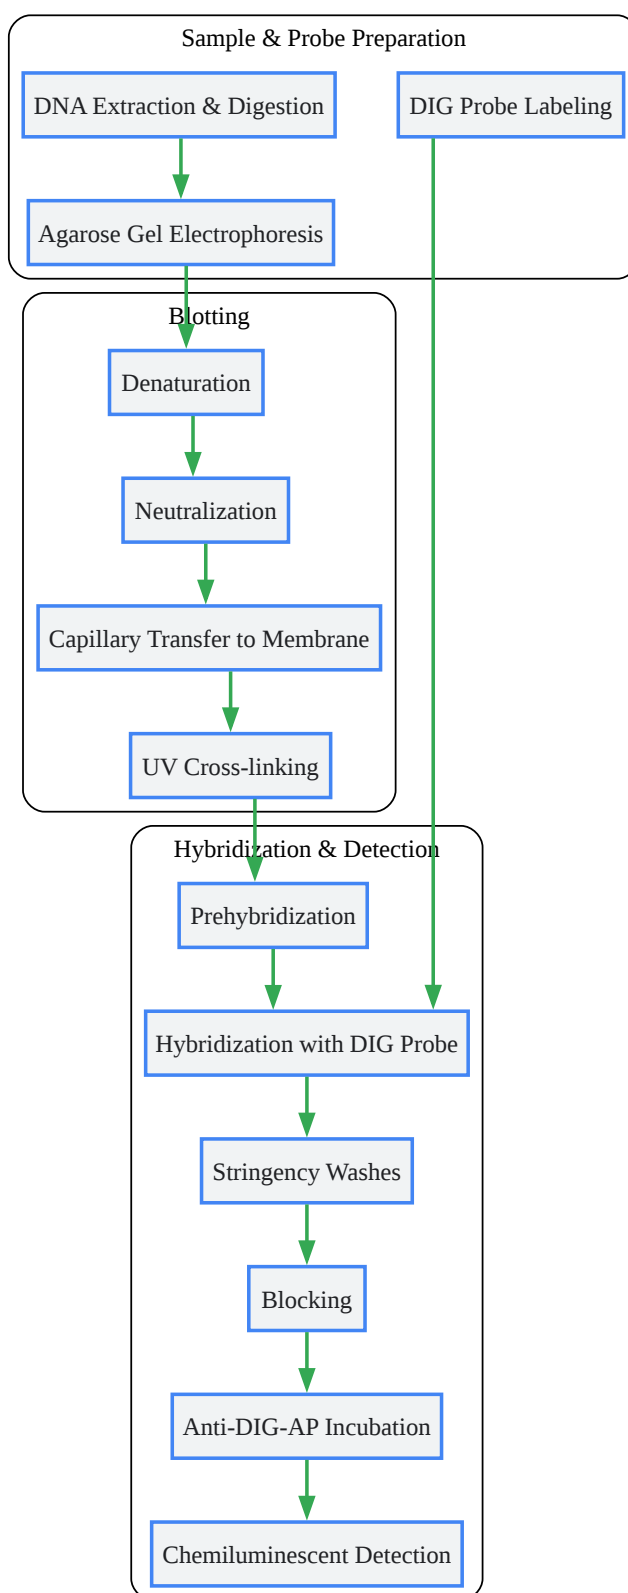 Sample & Probe Preparation
DNA Extraction & Digestion
DIG Probe Labeling
Agarose Gel Electrophoresis
Blotting
Denaturation
Neutralization
Capillary Transfer to Membrane
UV Cross-linking
Hybridization & Detection
Prehybridization
Hybridization with DIG Probe
Stringency Washes
Blocking
Anti-DIG-AP Incubation
Chemiluminescent Detection